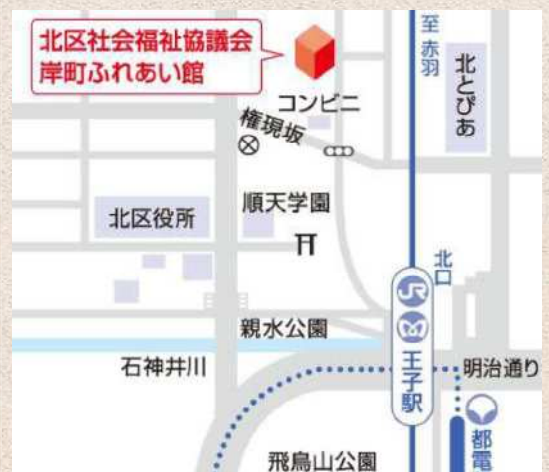 北区社会福祉協議会
岸町ふれあい館
至 赤羽
北とぴあ
コンビニ
権現坂
順天学園
北区役所
北口
親水公園
JR
M
王子駅
石神井川
明治通り
飛鳥山公園
都電